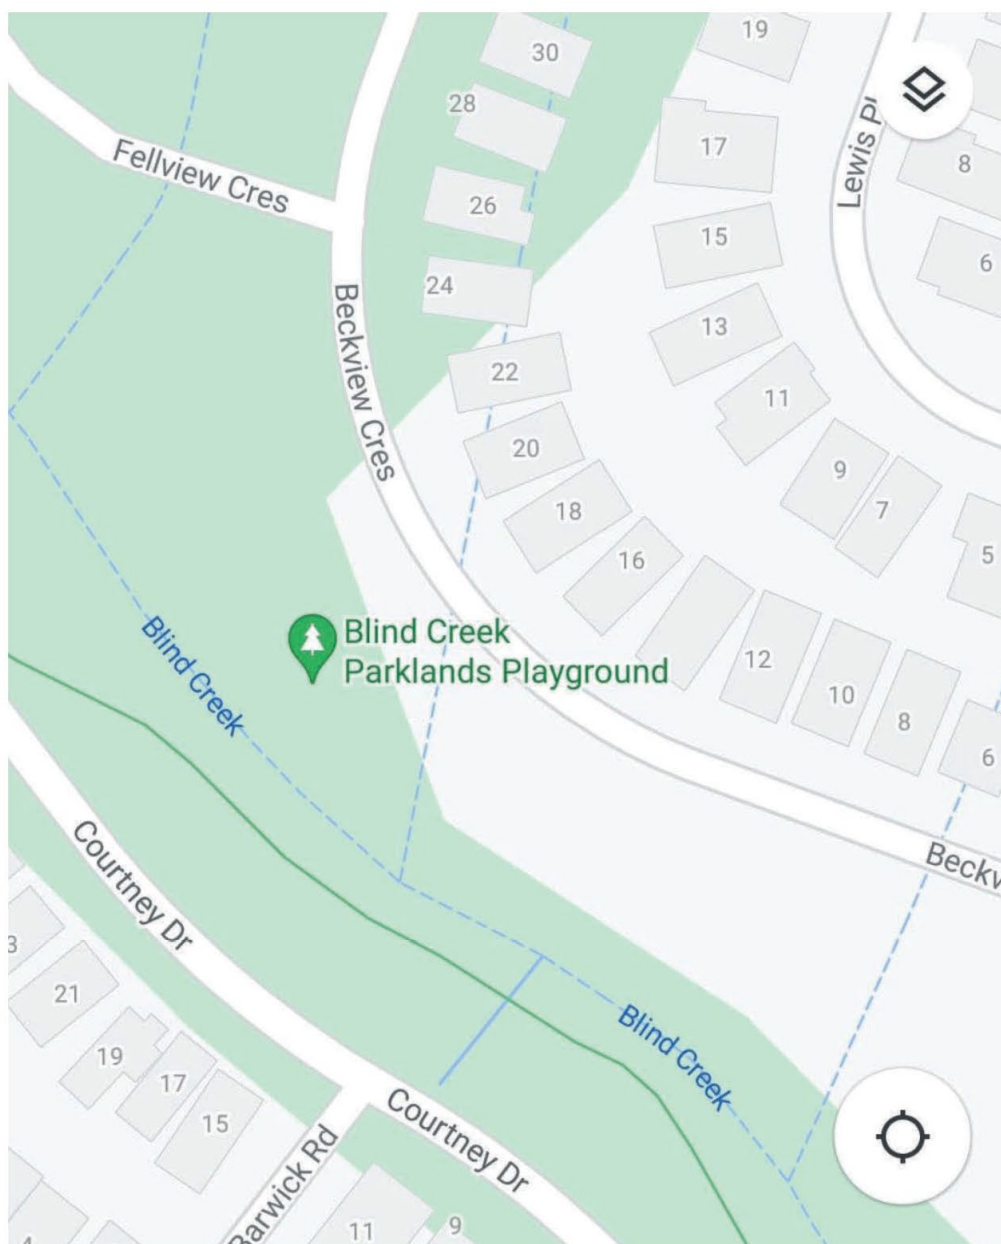 30
19
28
17
Lewis Pl
8
Fellview Cres
26
15
6
24
Beckview Cres
13
22
11
20
9
7
18
16
5
Blind Creek
Parklands Playground
Blind Creek
12
10
8
6
Courtney Dr
Beckv
3
21
19
17
15
Blind Creek
Courtney Dr
Barwick Rd
11
9